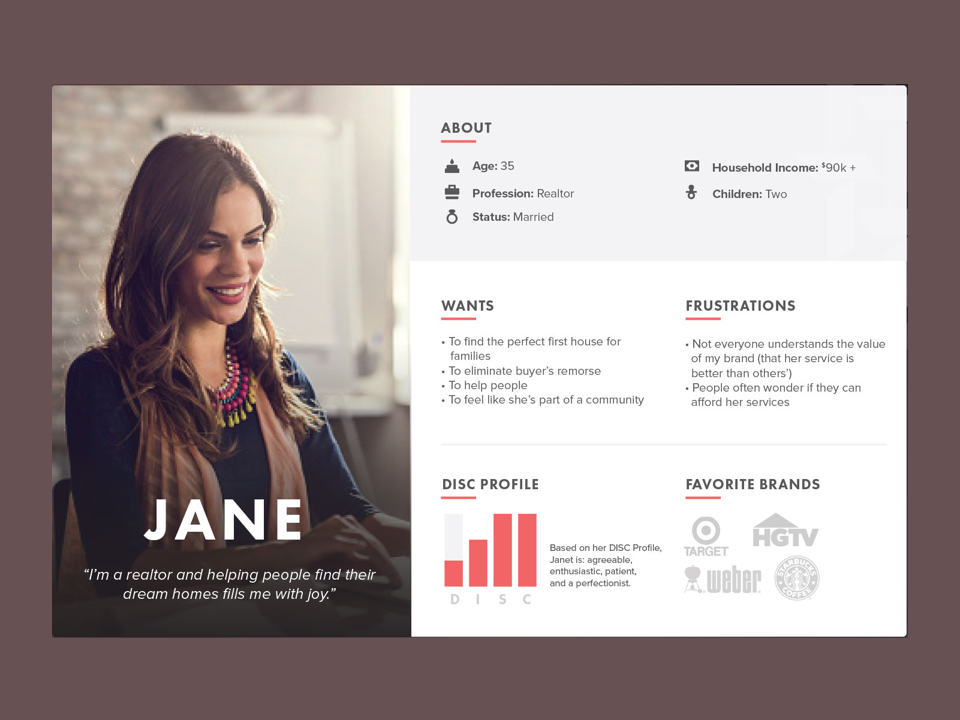 JANE
“I’m a realtor and helping people find their
dream homes fills me with joy.”
ABOUT
Age: 35
Profession: Realtor
Status: Married
Household Income: $90k +
Children: Two
WANTS
• To find the perfect first house for
families
• To eliminate buyer’s remorse
• To help people
• To feel like she’s part of a community
FRUSTRATIONS
• Not everyone understands the value
of my brand (that her service is
better than others’)
• People often wonder if they can
afford her services
DISC PROFILE
D I S C
Based on her DISC Profile,
Janet is: agreeable,
enthusiastic, patient,
and a perfectionist.
FAVORITE BRANDS
TARGET
HGTV
weber
STARBUCKS
COFFEE